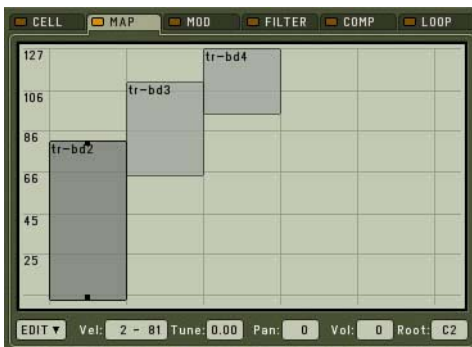 CELL MAP MOD FILTER COMP LOOP
127 tr-bd4
106 tr-bd3
86
tr-bd2
66
45
25
EDIT ▼ Vel: 2 - 81 Tune: 0.00 Pan: 0 Vol: 0 Root: C2